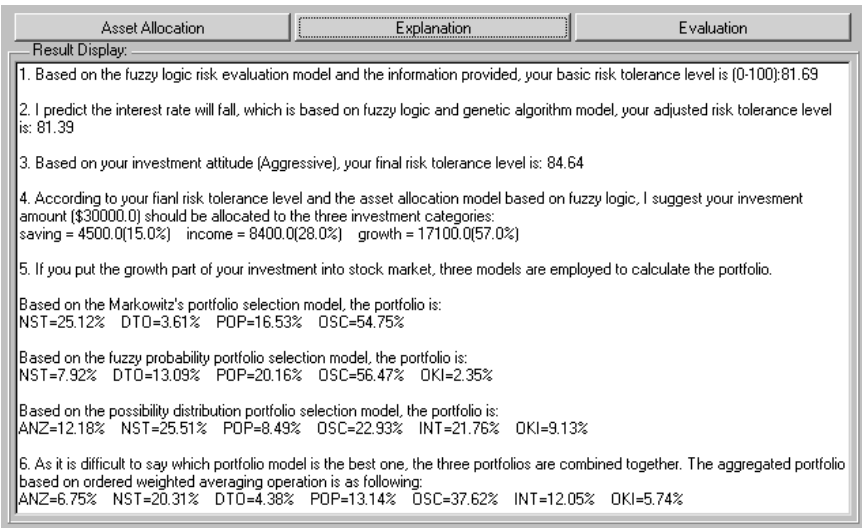 Asset Allocation
Explanation
Evaluation
Result Display:
1. Based on the fuzzy logic risk evaluation model and the information provided, your basic risk tolerance level is (0-100):81.69
2. I predict the interest rate will fall, which is based on fuzzy logic and genetic algorithm model, your adjusted risk tolerance level
is: 81.39
3. Based on your investment attitude (Aggressive), your final risk tolerance level is: 84.64
4. According to your fianl risk tolerance level and the asset allocation model based on fuzzy logic, I suggest your invesment
amount ($30000.0) should be allocated to the three investment categories:
saving = 4500.0(15.0%) income = 8400.0(28.0%) growth = 17100.0(57.0%)
5. If you put the growth part of your investment into stock market, three models are employed to calculate the portfolio.
Based on the Markowitz's portfolio selection model, the portfolio is:
NST=25.12% DTO=3.61% POP=16.53% OSC=54.75%
Based on the fuzzy probability portfolio selection model, the portfolio is:
NST=7.92% DTO=13.09% POP=20.16% OSC=56.47% OKI=2.35%
Based on the possibility distribution portfolio selection model, the portfolio is:
ANZ=12.18% NST=25.51% POP=8.49% OSC=22.93% INT=21.76% OKI=9.13%
6. As it is difficult to say which portfolio model is the best one, the three portfolios are combined together. The aggregated portfolio
based on ordered weighted averaging operation is as following:
ANZ=6.75% NST=20.31% DTO=4.38% POP=13.14% OSC=37.62% INT=12.05% OKI=5.74%